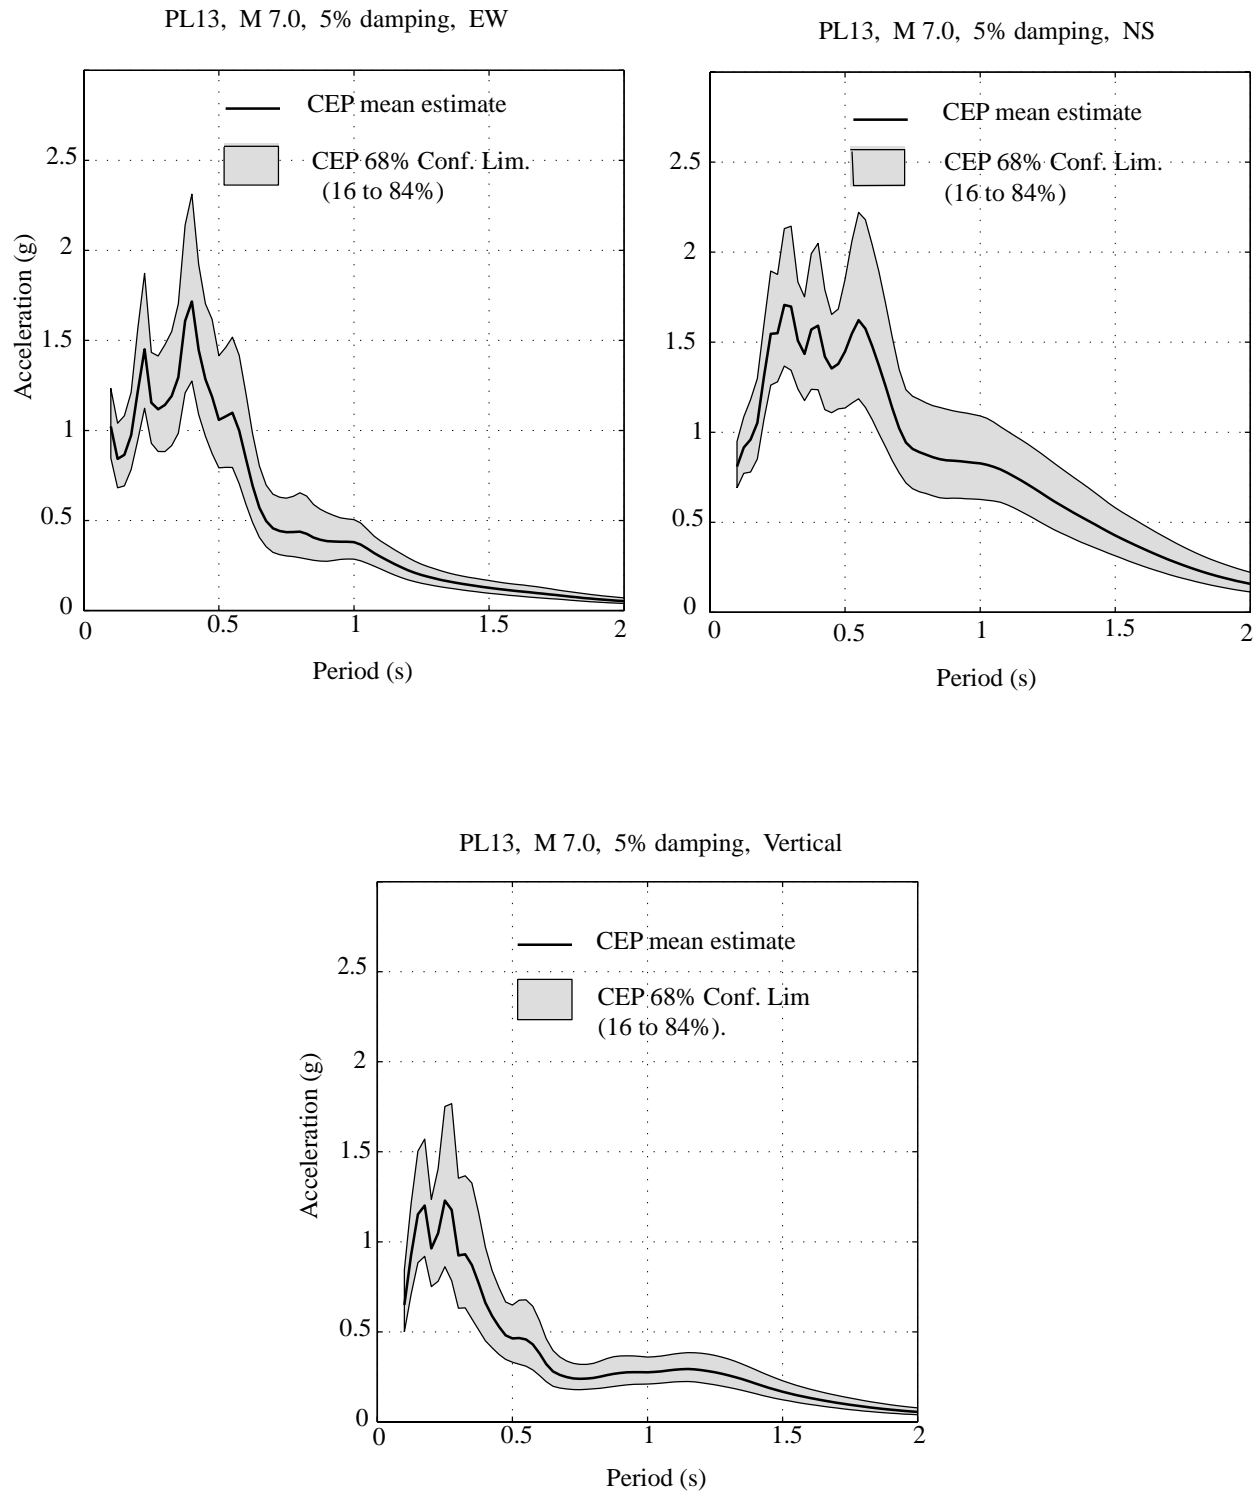 PL13, M 7.0, 5% damping, EW
CEP mean estimate
CEP 68% Conf. Lim.
(16 to 84%)
2.5
2
1.5
1
0.5
0
Acceleration (g)
0
0.5
1
1.5
2
Period (s)
PL13, M 7.0, 5% damping, NS
CEP mean estimate
CEP 68% Conf. Lim.
(16 to 84%)
2.5
2
1.5
1
0.5
0
0
0.5
1
1.5
2
Period (s)
PL13, M 7.0, 5% damping, Vertical
CEP mean estimate
CEP 68% Conf. Lim
(16 to 84%).
2.5
2
1.5
1
0.5
0
Acceleration (g)
0
0.5
1
1.5
2
Period (s)